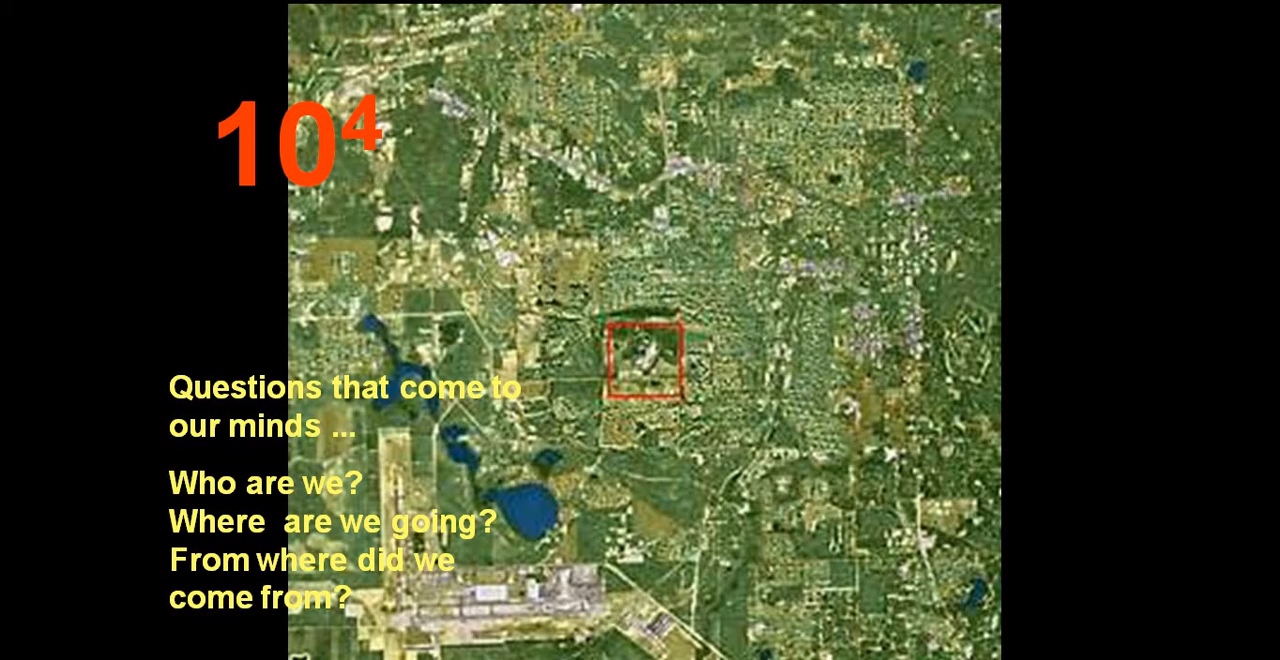 10⁴
Questions that come to
our minds ...
Who are we?
Where are we going?
From where did we
come from?